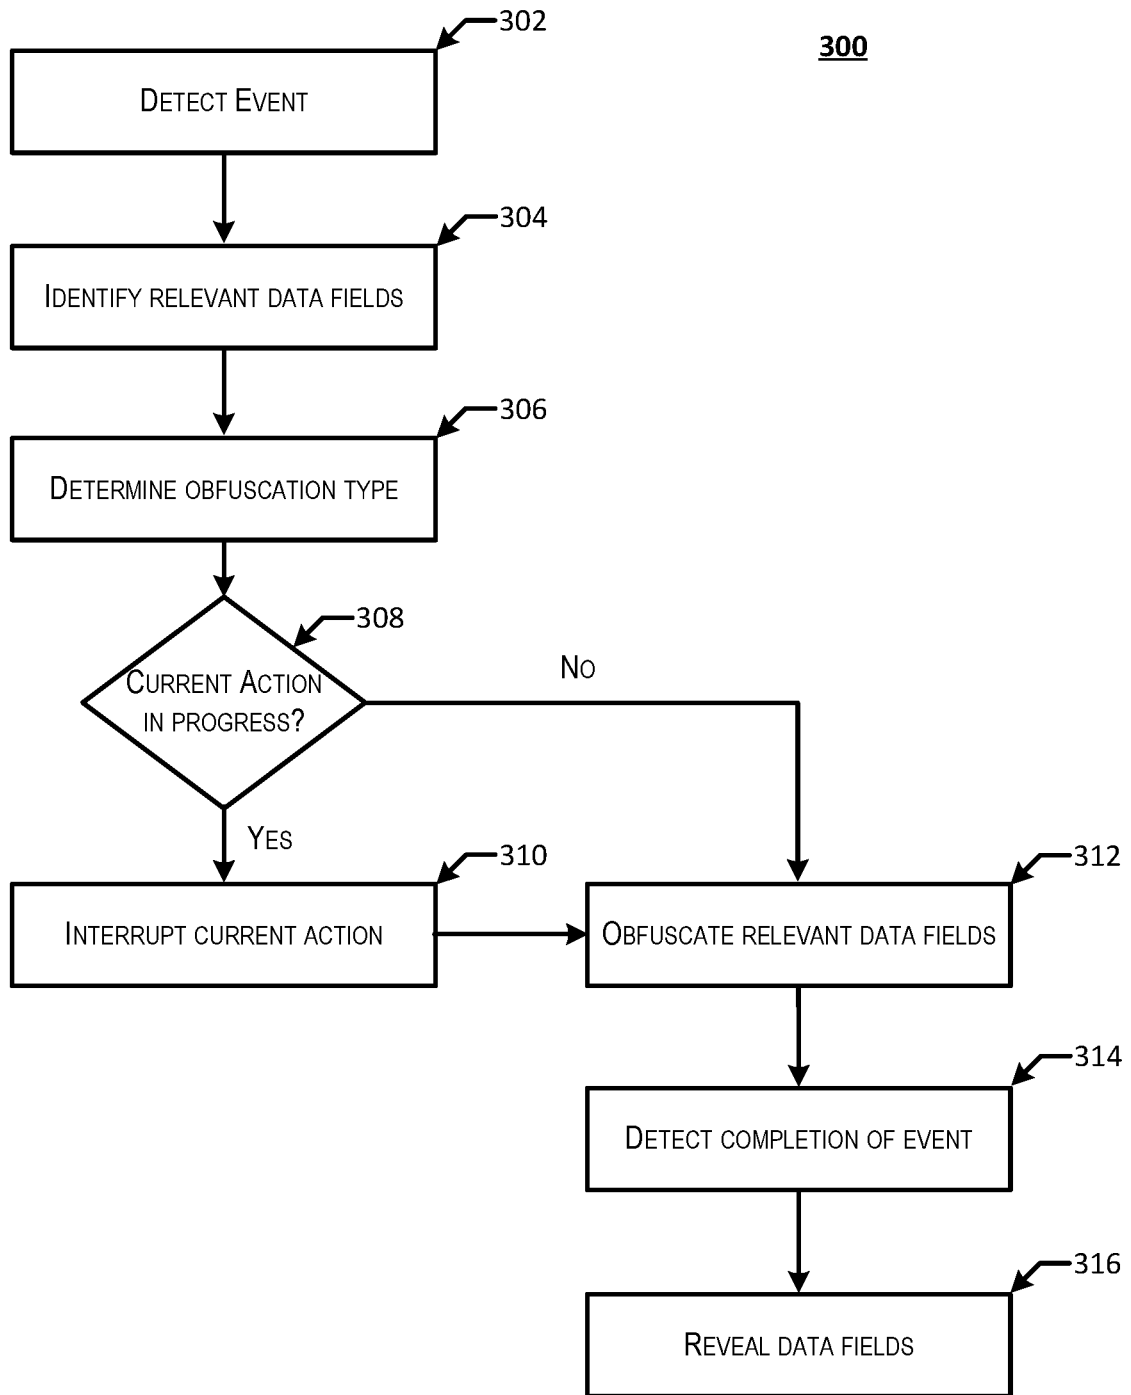 302
300
Detect Event
304
Identify relevant data fields
306
Determine obfuscation type
308
Current Action
in progress?
No
Yes
310
Interrupt current action
312
Obfuscate relevant data fields
314
Detect completion of event
316
Reveal data fields